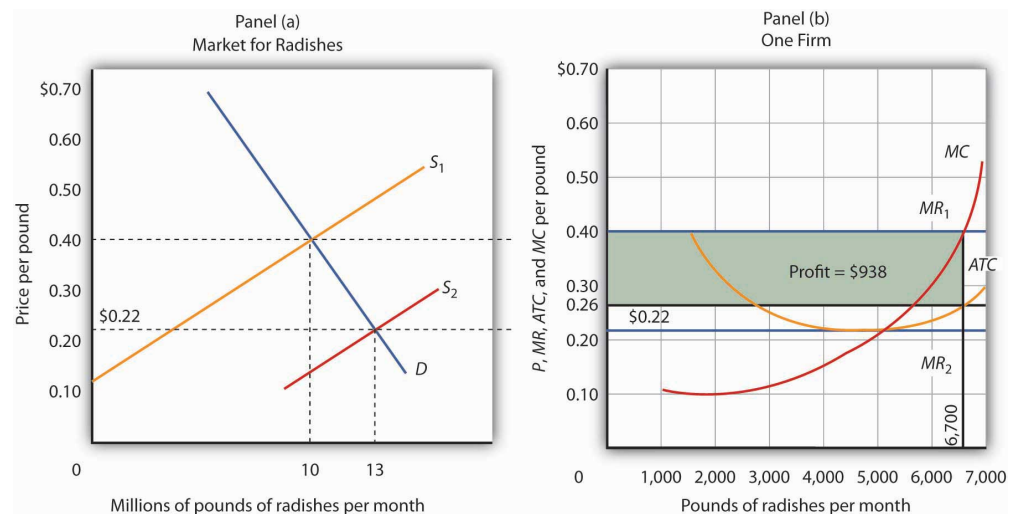 Panel (a)
Market for Radishes
Price per pound
$0.70
0.60
0.50
0.40
0.30
0.20
0.10
0
$0.22
S1
S2
D
10
13
Millions of pounds of radishes per month
Panel (b)
One Firm
P, MR, ATC, and MC per pound
$0.70
0.60
0.50
0.40
0.30
0.26
0.20
0.10
0
$0.22
MC
MR1
ATC
Profit = $938
MR2
6,700
1,000 2,000 3,000 4,000 5,000 6,000 7,000
Pounds of radishes per month